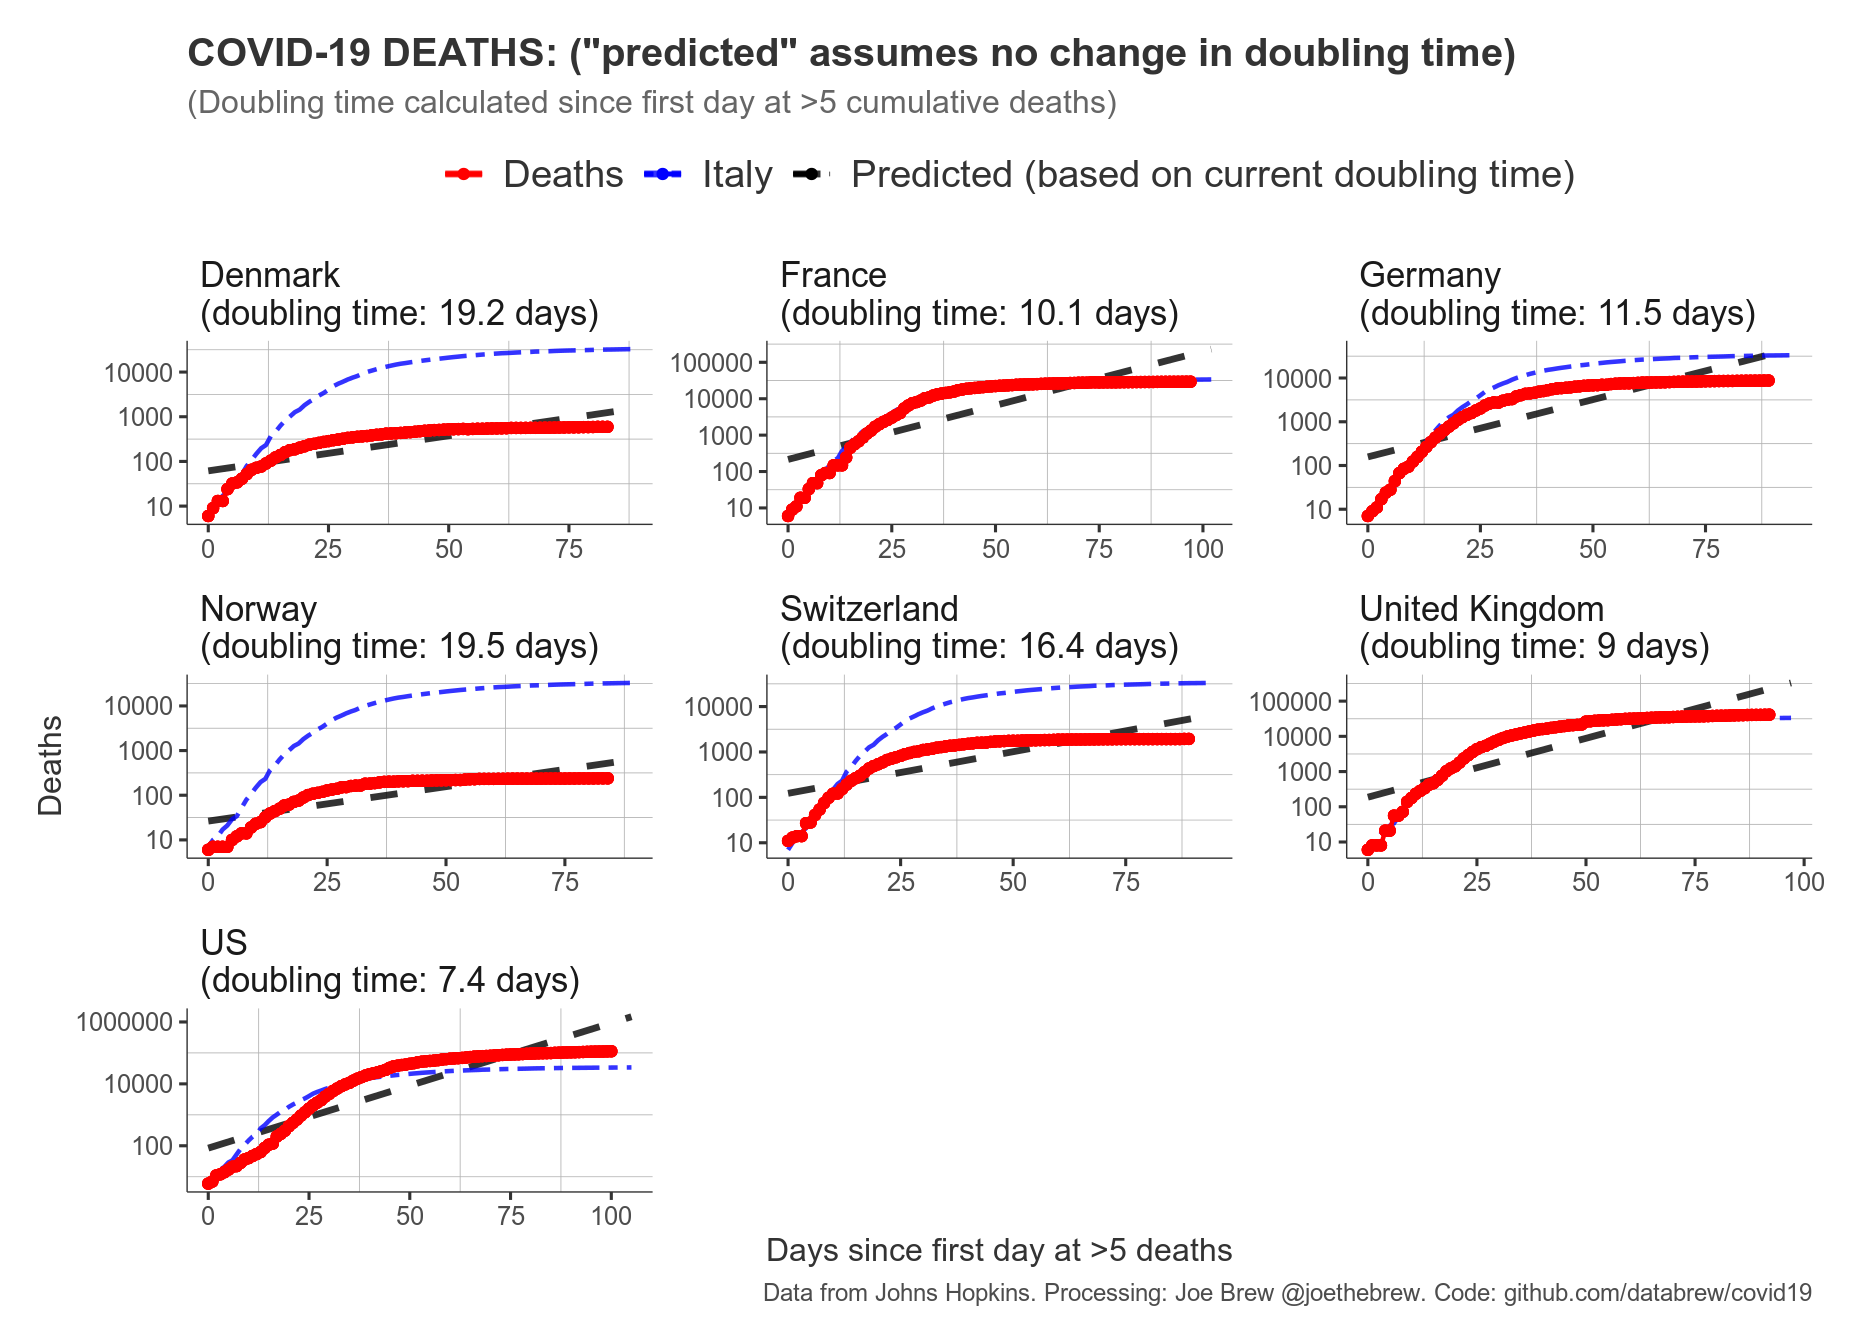 COVID-19 DEATHS: ("predicted" assumes no change in doubling time)
(Doubling time calculated since first day at >5 cumulative deaths)
Deaths Italy Predicted (based on current doubling time)
Denmark
(doubling time: 19.2 days)
10000
1000
100
10
0 25 50 75
France
(doubling time: 10.1 days)
100000
10000
1000
100
10
0 25 50 75 100
Germany
(doubling time: 11.5 days)
10000
1000
100
10
0 25 50 75
Norway
(doubling time: 19.5 days)
10000
1000
100
10
0 25 50 75
Switzerland
(doubling time: 16.4 days)
10000
1000
100
10
0 25 50 75
United Kingdom
(doubling time: 9 days)
100000
10000
1000
100
10
0 25 50 75 100
US
(doubling time: 7.4 days)
1000000
10000
100
0 25 50 75 100
Deaths
Days since first day at >5 deaths
Data from Johns Hopkins. Processing: Joe Brew @joethebrew. Code: github.com/databrew/covid19